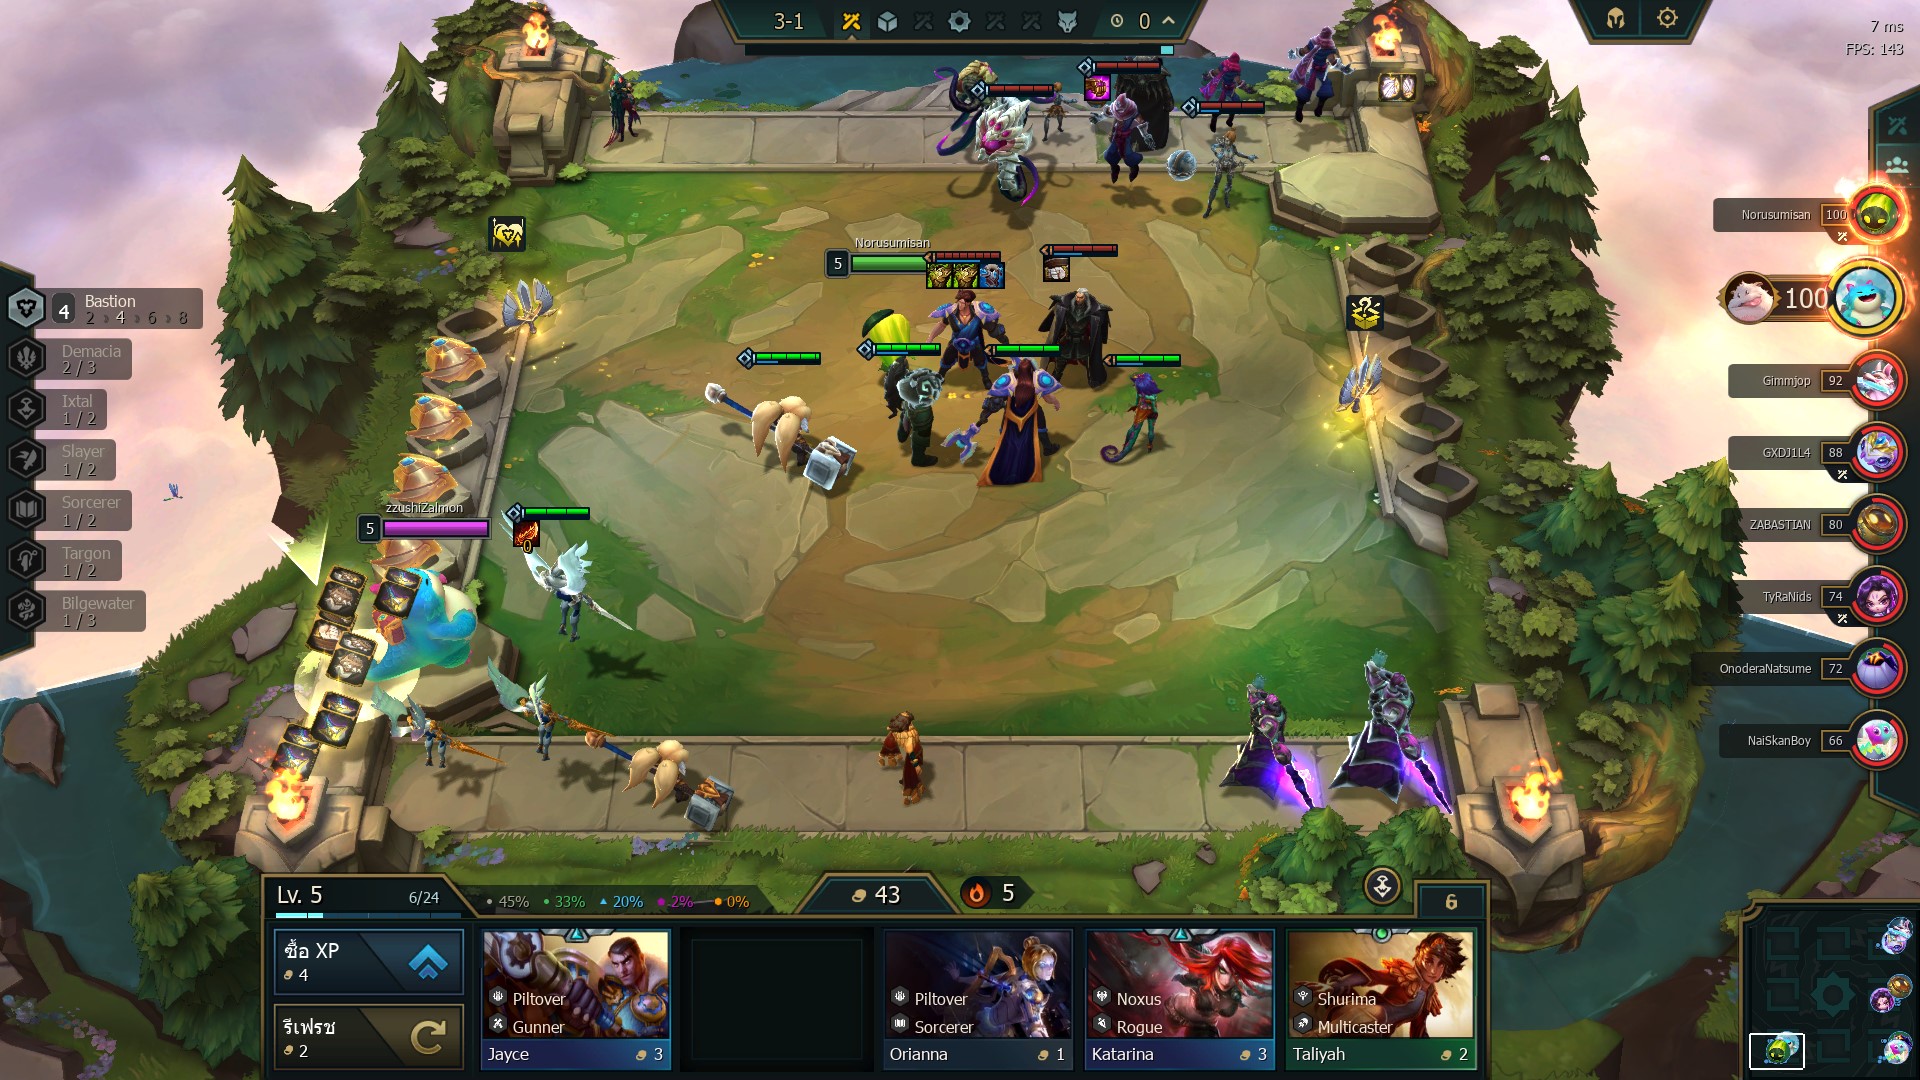 3-1
0
7 ms
FPS: 143
Norusumisan
100
100
Gimmjop
92
GXDJ1L4
88
ZABASTIAN
80
TyRaNids
74
OnoderaNatsume
72
NaiSkanBoy
66
4
Bastion
2 › 4 › 6 › 8
Demacia
2 / 3
Ixtal
1 / 2
Slayer
1 / 2
Sorcerer
1 / 2
Targon
1 / 2
Bilgewater
1 / 3
Norusumisan
5
zzushiZalmon
5
0
Lv. 5
6/24
45%
33%
20%
2%
0%
43
5
6
ซื้อ XP
4
รีเฟรช
2
Piltover
Gunner
Jayce
3
Piltover
Sorcerer
Orianna
1
Noxus
Rogue
Katarina
3
Shurima
Multicaster
Taliyah
2